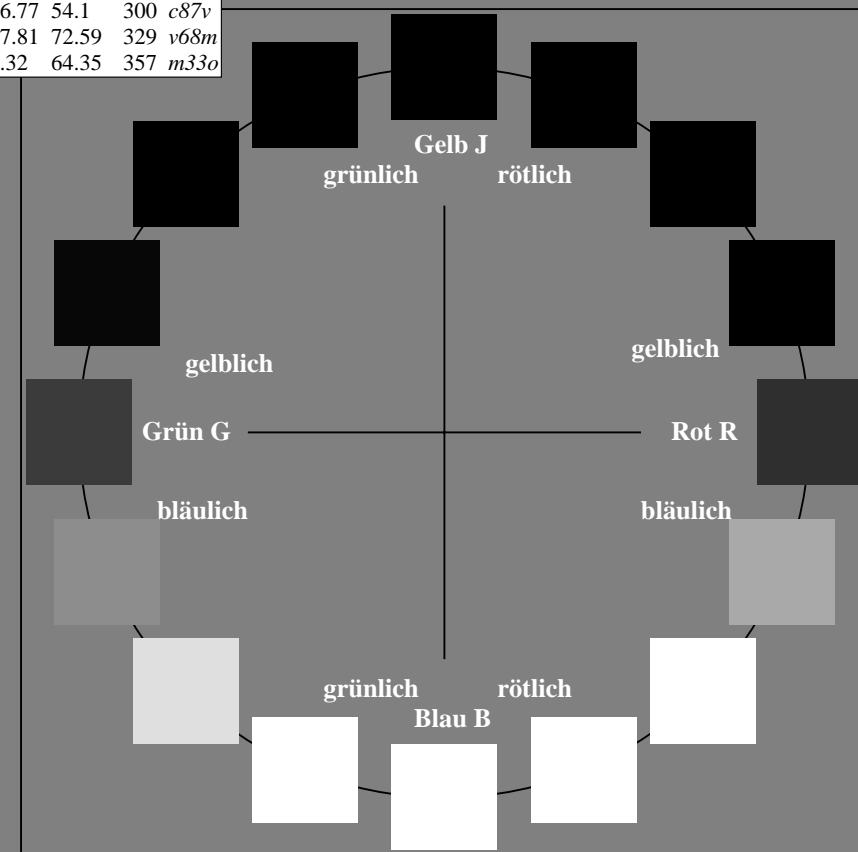 6.77 54.1 300 c87v
7.81 72.59 329 v68m
.32 64.35 357 m33o
Gelb J
grünlich rötlich
gelblich
gelblich
Grün G Rot R
bläulich bläulich
grünlich rötlich
Blau B